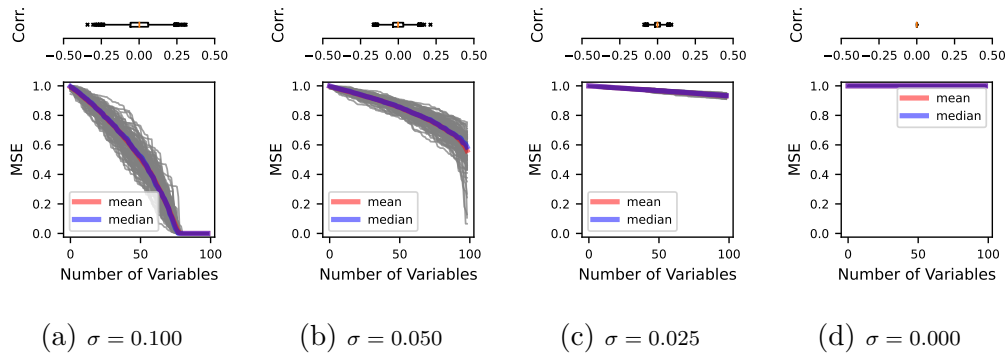 Corr.
−0.50 −0.25 0.00 0.25 0.50
1.0
0.8
0.6
0.4
0.2
0.0
MSE
mean
median
0 50 100
Number of Variables
(a) σ = 0.100
Corr.
−0.50 −0.25 0.00 0.25 0.50
1.0
0.8
0.6
0.4
0.2
0.0
MSE
mean
median
0 50 100
Number of Variables
(b) σ = 0.050
Corr.
−0.50 −0.25 0.00 0.25 0.50
1.0
0.8
0.6
0.4
0.2
0.0
MSE
mean
median
0 50 100
Number of Variables
(c) σ = 0.025
Corr.
−0.50 −0.25 0.00 0.25 0.50
1.0
0.8
0.6
0.4
0.2
0.0
MSE
mean
median
0 50 100
Number of Variables
(d) σ = 0.000